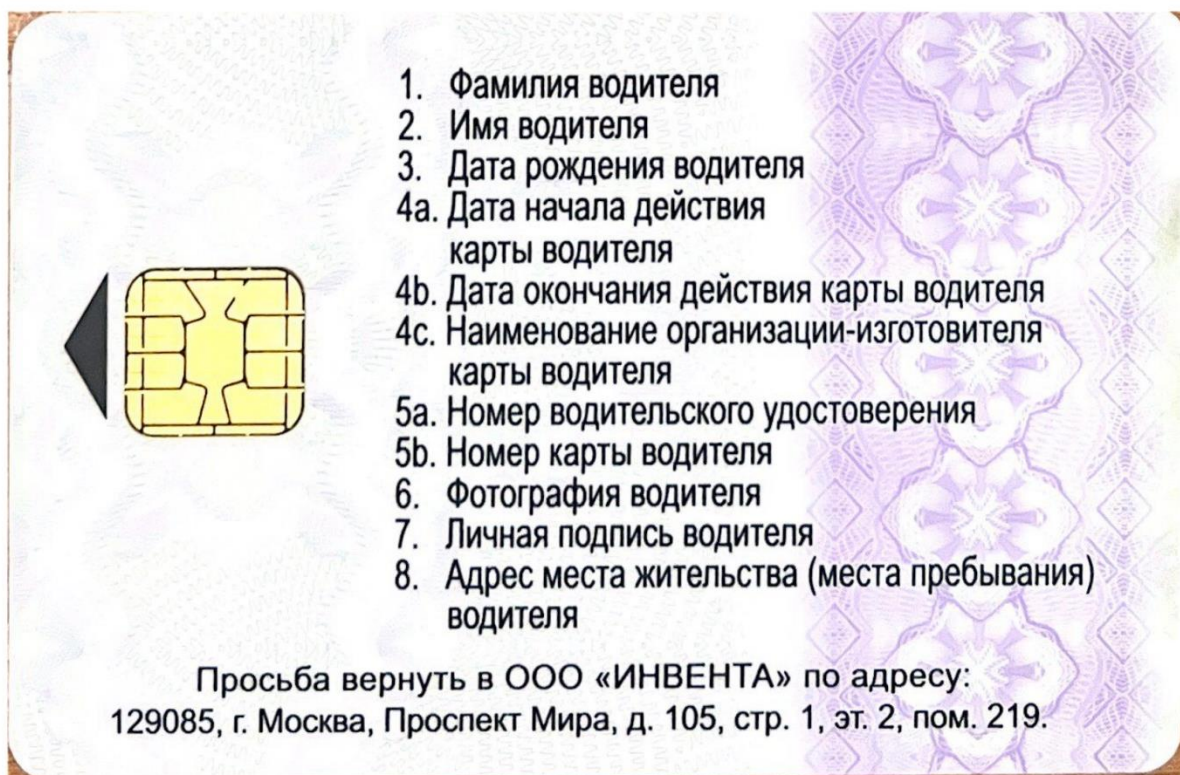 1. Фамилия водителя
2. Имя водителя
3. Дата рождения водителя
4a. Дата начала действия
карты водителя
4b. Дата окончания действия карты водителя
4c. Наименование организации-изготовителя
карты водителя
5a. Номер водительского удостоверения
5b. Номер карты водителя
6. Фотография водителя
7. Личная подпись водителя
8. Адрес места жительства (места пребывания)
водителя
Просьба вернуть в ООО «ИНВЕНТА» по адресу:
129085, г. Москва, Проспект Мира, д. 105, стр. 1, эт. 2, пом. 219.